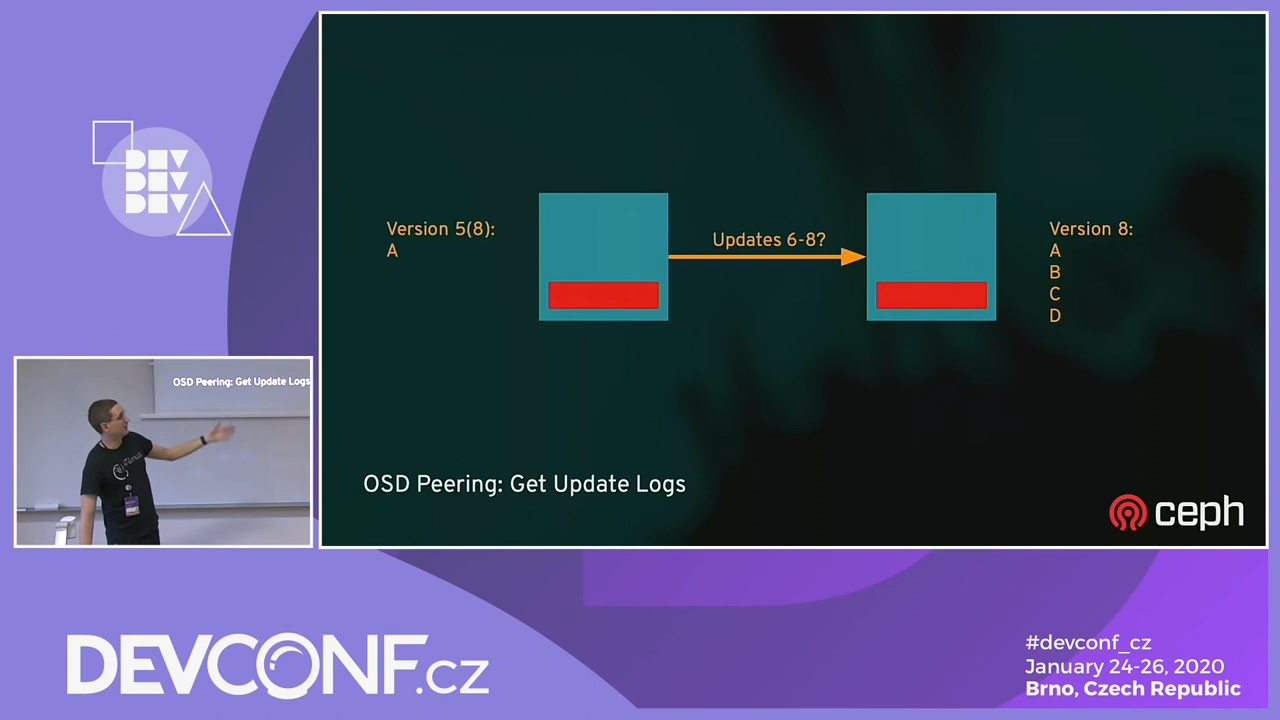 DEV
DEV
DEV
Version 5(8):
A
Updates 6-8?
Version 8:
A
B
C
D
OSD Peering: Get Update Logs
ceph
OSD Peering: Get Update Logs
DEVCONF.cz
#devconf_cz
January 24-26, 2020
Brno, Czech Republic